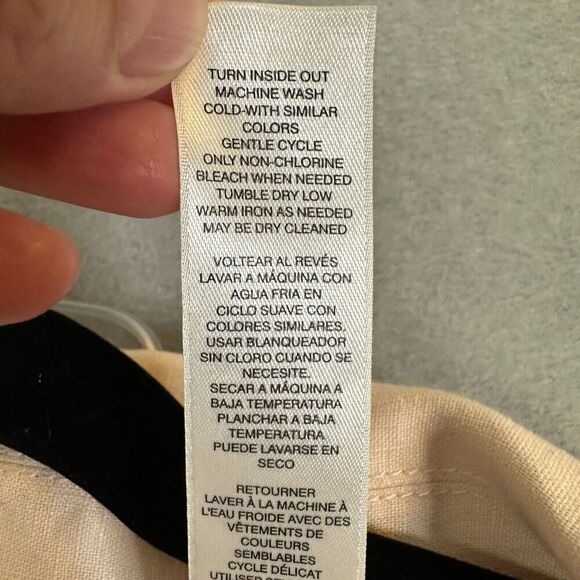 TURN INSIDE OUT
MACHINE WASH
COLD-WITH SIMILAR
COLORS
GENTLE CYCLE
ONLY NON-CHLORINE
BLEACH WHEN NEEDED
TUMBLE DRY LOW
WARM IRON AS NEEDED
MAY BE DRY CLEANED
VOLTEAR AL REVÉS
LAVAR A MÁQUINA CON
AGUA FRIA EN
CICLO SUAVE CON
COLORES SIMILARES.
USAR BLANQUEADOR
SIN CLORO CUANDO SE
NECESITE.
SECAR A MÁQUINA A
BAJA TEMPERATURA
PLANCHAR A BAJA
TEMPERATURA
PUEDE LAVARSE EN
SECO
RETOURNER
LAVER À LA MACHINE À
L'EAU FROIDE AVEC DES
VÊTEMENTS DE
COULEURS
SEMBLABLES
CYCLE DÉLICAT
UTILISER